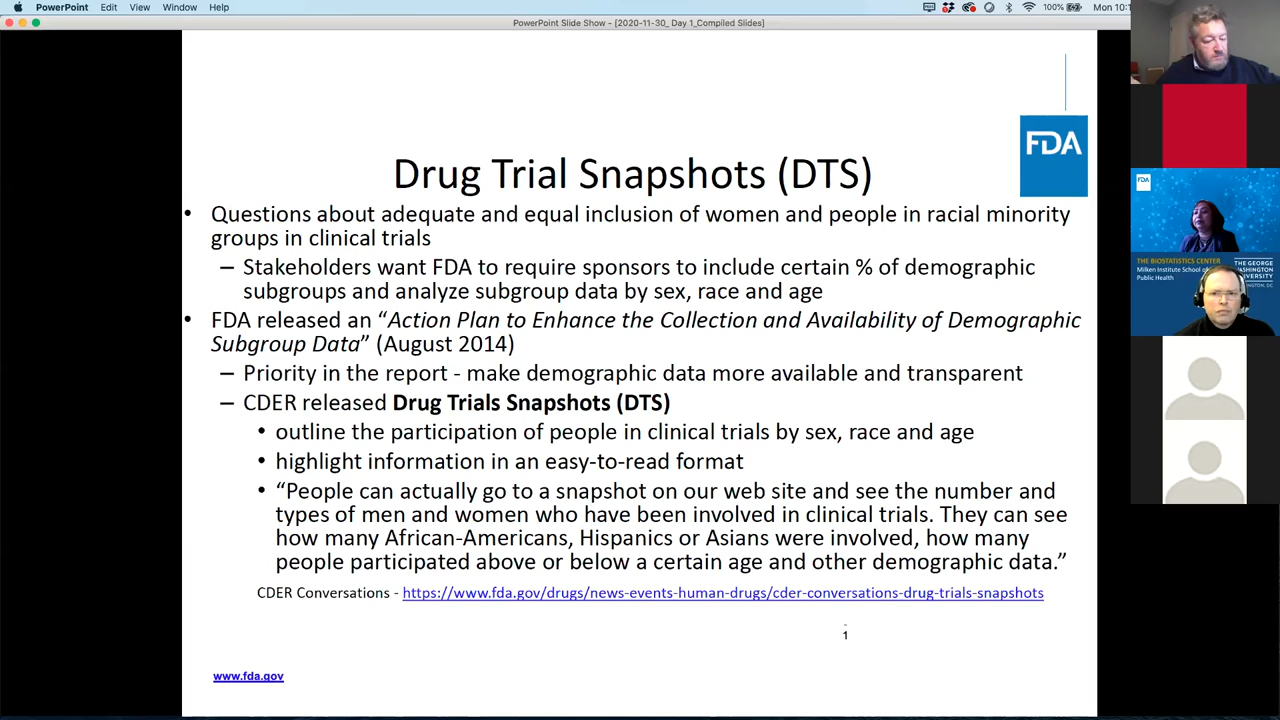 PowerPoint Edit View Window Help 100% Mon 10:1
PowerPoint Slide Show - [2020-11-30_ Day 1_Compiled Slides]
FDA
Drug Trial Snapshots (DTS)
• Questions about adequate and equal inclusion of women and people in racial minority
groups in clinical trials
– Stakeholders want FDA to require sponsors to include certain % of demographic
subgroups and analyze subgroup data by sex, race and age
• FDA released an “Action Plan to Enhance the Collection and Availability of Demographic
Subgroup Data” (August 2014)
– Priority in the report - make demographic data more available and transparent
– CDER released Drug Trials Snapshots (DTS)
• outline the participation of people in clinical trials by sex, race and age
• highlight information in an easy-to-read format
• “People can actually go to a snapshot on our web site and see the number and
types of men and women who have been involved in clinical trials. They can see
how many African-Americans, Hispanics or Asians were involved, how many
people participated above or below a certain age and other demographic data.”
CDER Conversations - https://www.fda.gov/drugs/news-events-human-drugs/cder-conversations-drug-trials-snapshots
1
www.fda.gov
FDA
THE BIOSTATISTICS CENTER
Milken Institute School of
Public Health
THE GEORGE
WASHINGTON
UNIVERSITY